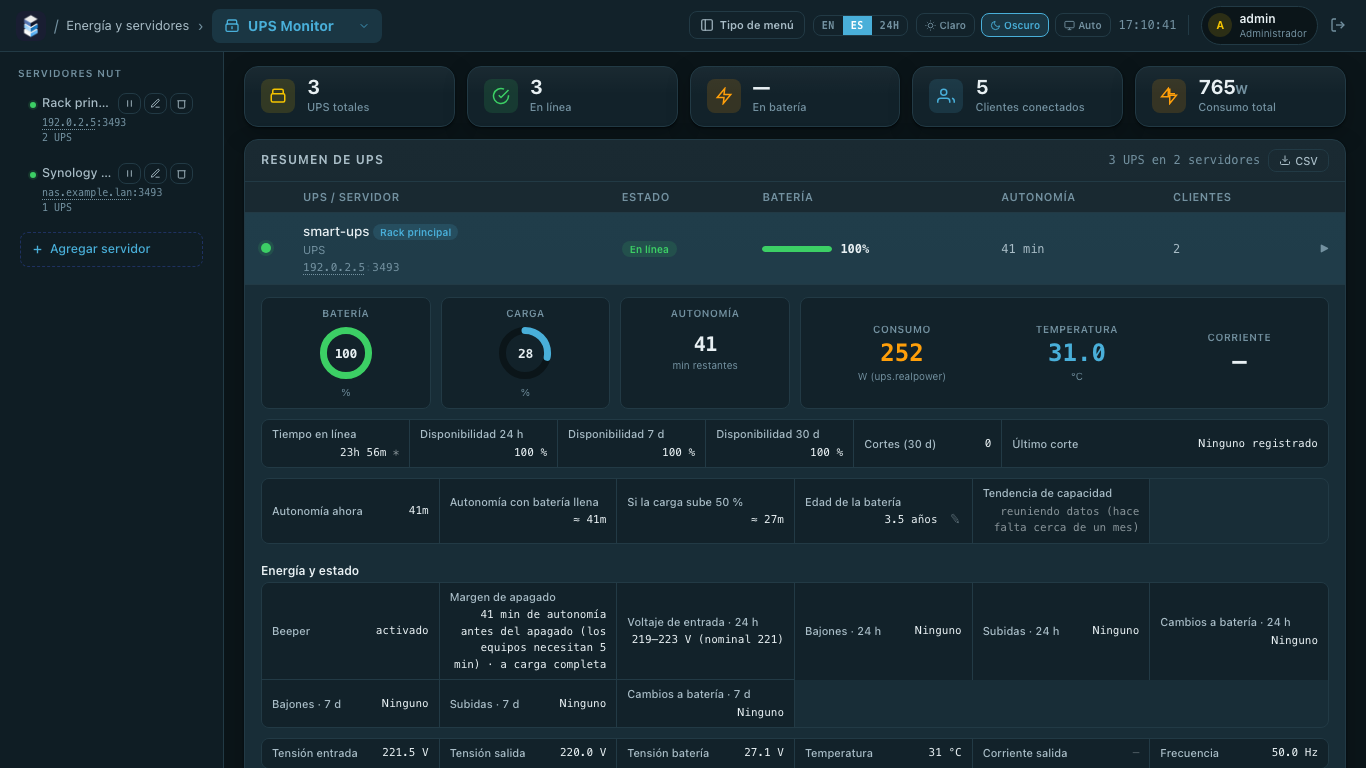 / Energía y servidores › UPS Monitor
Tipo de menú
EN ES 24H
Claro
Oscuro
Auto
17:10:41
A
admin
Administrador
SERVIDORES NUT
Rack prin...
192.0.2.5:3493
2 UPS
Synology ...
nas.example.lan:3493
1 UPS
+ Agregar servidor
3
UPS totales
3
En línea
—
En batería
5
Clientes conectados
765W
Consumo total
RESUMEN DE UPS
3 UPS en 2 servidores
CSV
UPS / SERVIDOR ESTADO BATERÍA AUTONOMÍA CLIENTES
smart-ups Rack principal
UPS
192.0.2.5:3493
En línea
100%
41 min
2
BATERÍA
100
%
CARGA
28
%
AUTONOMÍA
41
min restantes
CONSUMO
252
W (ups.realpower)
TEMPERATURA
31.0
°C
CORRIENTE
—
Tiempo en línea
23h 56m *
Disponibilidad 24 h
100 %
Disponibilidad 7 d
100 %
Disponibilidad 30 d
100 %
Cortes (30 d) 0
Último corte Ninguno registrado
Autonomía ahora 41m
Autonomía con batería llena
≈ 41m
Si la carga sube 50 %
≈ 27m
Edad de la batería
3.5 años
Tendencia de capacidad
reuniendo datos (hace
falta cerca de un mes)
Energía y estado
Beeper activado
Margen de apagado
41 min de autonomía
antes del apagado (los
equipos necesitan 5
min) · a carga completa
Voltaje de entrada · 24 h
219–223 V (nominal 221)
Bajones · 24 h Ninguno
Subidas · 24 h Ninguno
Cambios a batería · 24 h
Ninguno
Bajones · 7 d Ninguno
Subidas · 7 d Ninguno
Cambios a batería · 7 d
Ninguno
Tensión entrada 221.5 V
Tensión salida 220.0 V
Tensión batería 27.1 V
Temperatura 31 °C
Corriente salida —
Frecuencia 50.0 Hz